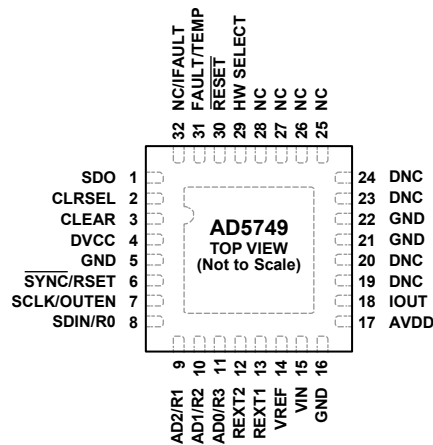 32 NC/IFAULT
31 FAULT/TEMP
30 RESET
29 HW SELECT
28 NC
27 NC
26 NC
25 NC
SDO 1
CLRSEL 2
CLEAR 3
DVCC 4
GND 5
SYNC/RSET 6
SCLK/OUTEN 7
SDIN/R0 8
AD5749
TOP VIEW
(Not to Scale)
24 DNC
23 DNC
22 GND
21 GND
20 DNC
19 DNC
18 IOUT
17 AVDD
AD2/R1 9
AD1/R2 10
AD0/R3 11
REXT2 12
REXT1 13
VREF 14
VIN 15
GND 16